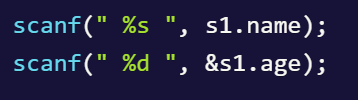 scanf(" %s ", s1.name);
scanf(" %d ", &s1.age);